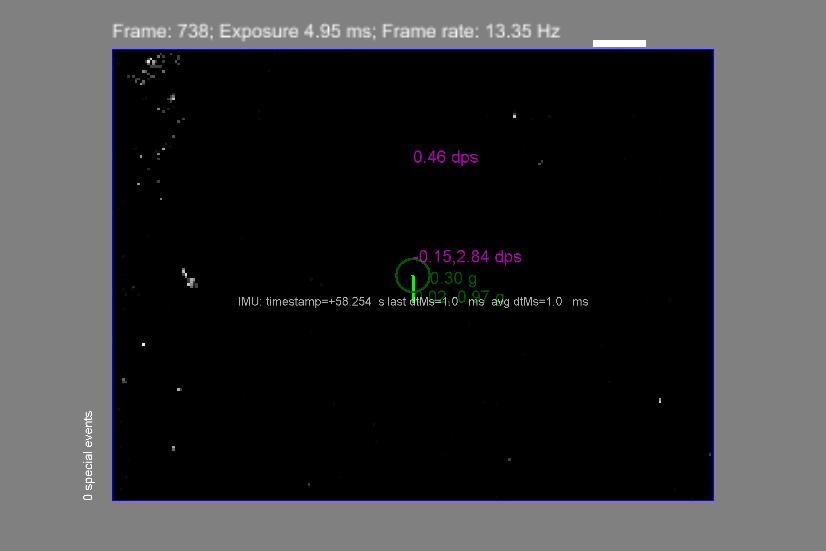 Frame: 738; Exposure 4.95 ms; Frame rate: 13.35 Hz
0.46 dps
-0.15,2.84 dps
0.30 g
0.97 g
IMU: timestamp=+58.254 s last dtMs=1.0 ms avg dtMs=1.0 ms
0 special events